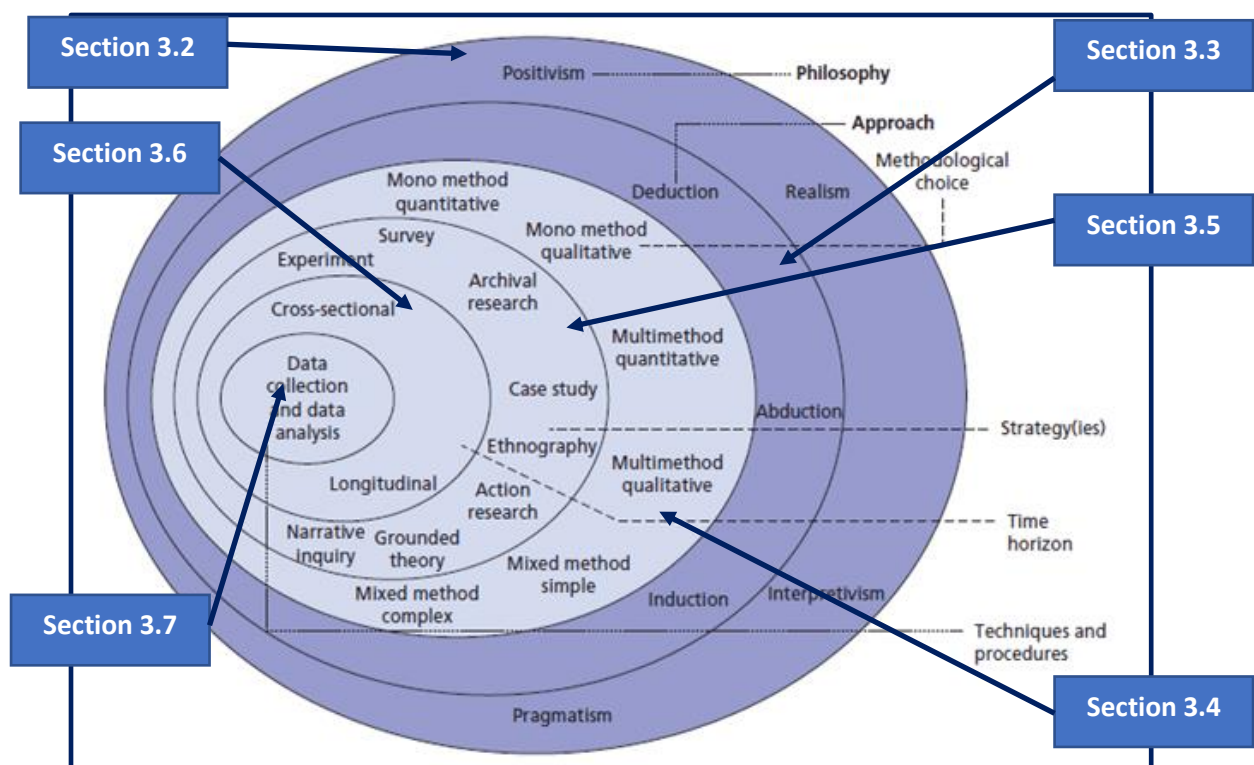 Section 3.2
Section 3.3
Positivism
Philosophy
Approach
Section 3.6
Methodological
choice
Mono method
quantitative
Deduction
Realism
Section 3.5
Survey
Mono method
qualitative
Experiment
Archival
research
Cross-sectional
Multimethod
quantitative
Data
collection
and data
analysis
Case study
Abduction
Strategy(ies)
Ethnography
Multimethod
qualitative
Longitudinal
Action
research
Time
horizon
Narrative
inquiry
Grounded
theory
Mixed method
simple
Mixed method
complex
Induction
Interpretivism
Section 3.7
Techniques and
procedures
Section 3.4
Pragmatism